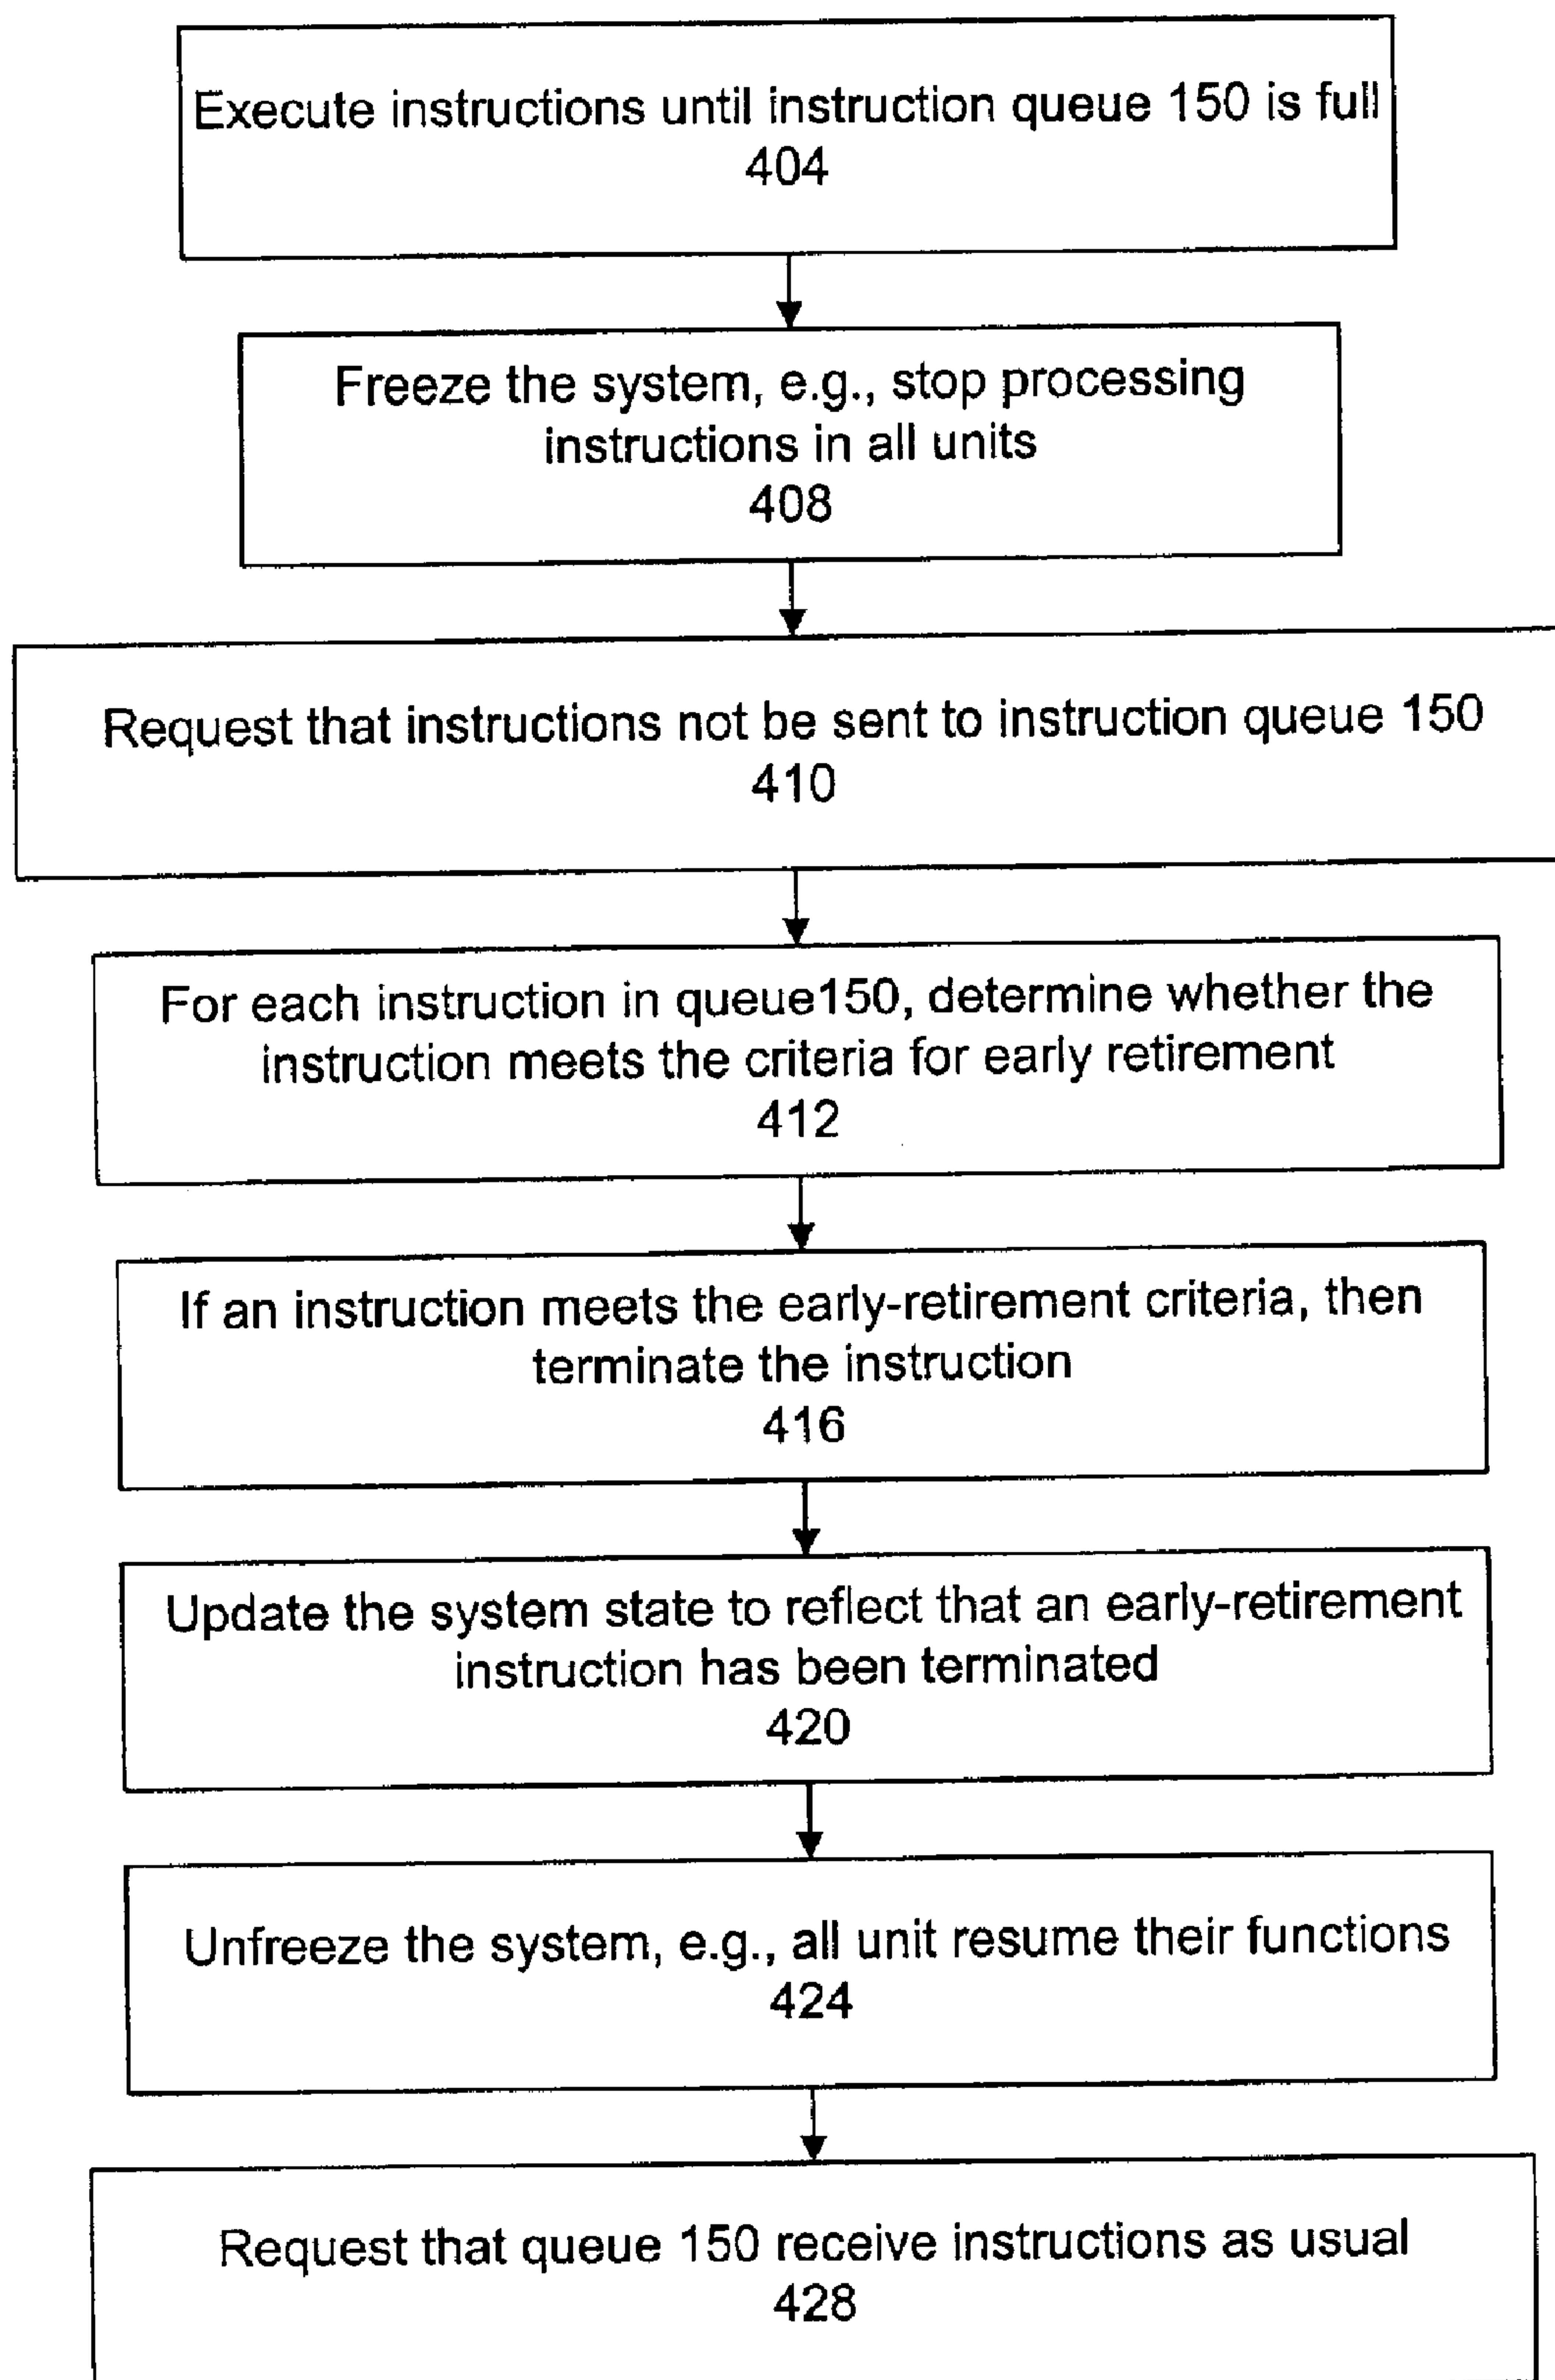 Execute instructions until instruction queue 150 is full
404
Freeze the system, e.g., stop processing
instructions in all units
408
Request that instructions not be sent to instruction queue 150
410
For each instruction in queue150, determine whether the
instruction meets the criteria for early retirement
412
If an instruction meets the early-retirement criteria, then
terminate the instruction
416
Update the system state to reflect that an early-retirement
instruction has been terminated
420
Unfreeze the system, e.g., all unit resume their functions
424
Request that queue 150 receive instructions as usual
428